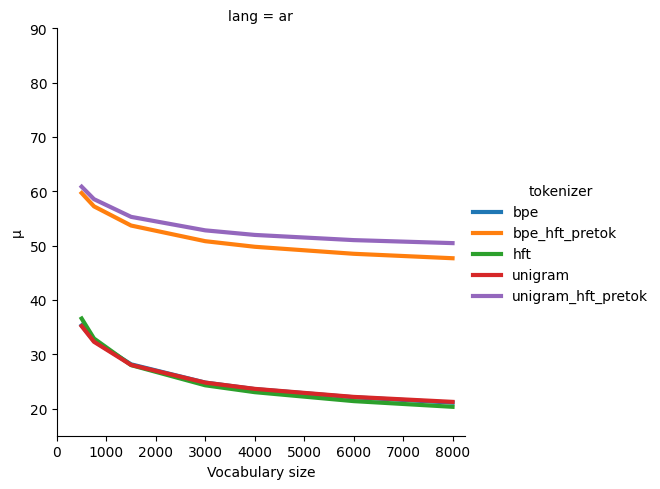 lang = ar
90
80
70
60
50
40
30
20
μ
0 1000 2000 3000 4000 5000 6000 7000 8000
Vocabulary size
tokenizer
bpe
bpe_hft_pretok
hft
unigram
unigram_hft_pretok